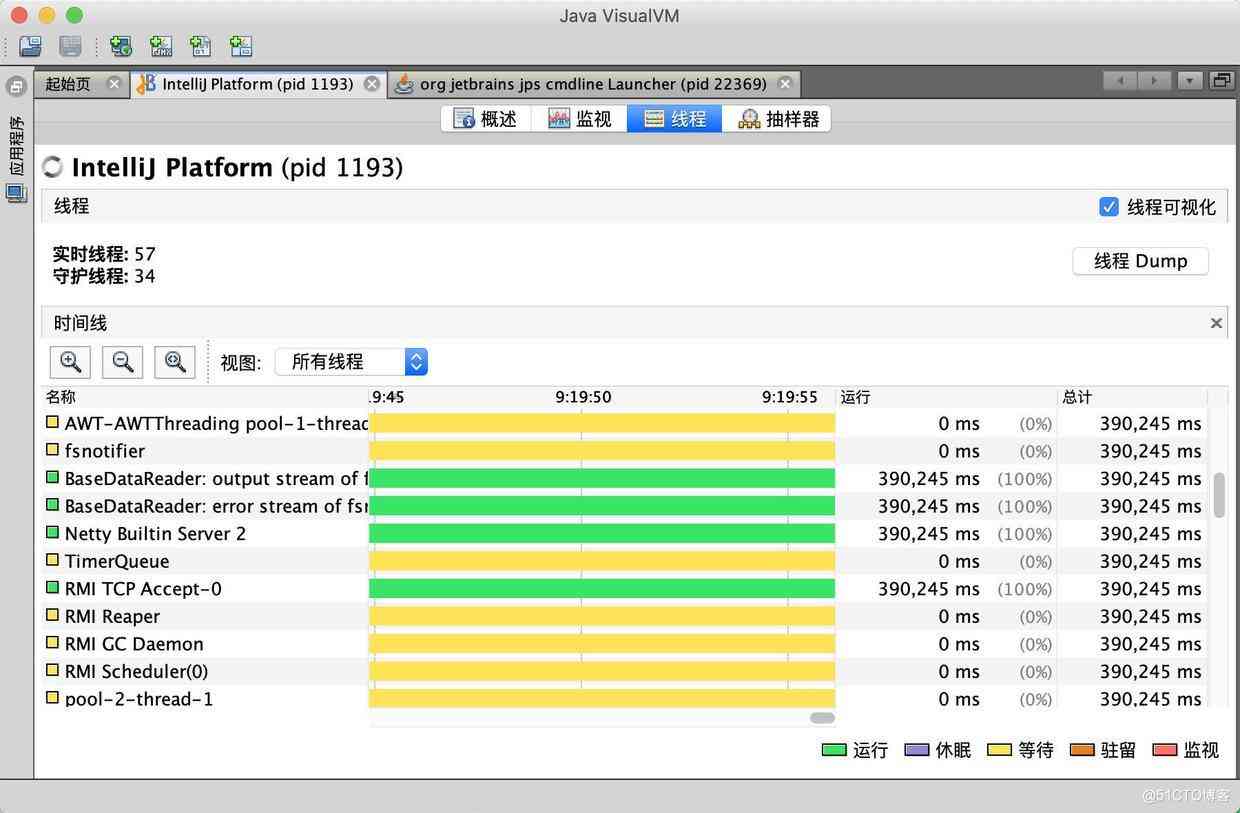 Java VisualVM
起始页 IntelliJ Platform (pid 1193) org jetbrains jps cmdline Launcher (pid 22369)
应用程序
概述 监视 线程 抽样器
IntelliJ Platform (pid 1193)
线程 线程可视化
实时线程: 57
守护线程: 34
线程 Dump
时间线
视图: 所有线程
名称 .9:45 9:19:50 9:19:55 运行 总计
AWT-AWTThreading pool-1-threac 0 ms (0%) 390,245 ms
fsnotifier 0 ms (0%) 390,245 ms
BaseDataReader: output stream of f 390,245 ms (100%) 390,245 ms
BaseDataReader: error stream of fsr 390,245 ms (100%) 390,245 ms
Netty Builtin Server 2 390,245 ms (100%) 390,245 ms
TimerQueue 0 ms (0%) 390,245 ms
RMI TCP Accept-0 390,245 ms (100%) 390,245 ms
RMI Reaper 0 ms (0%) 390,245 ms
RMI GC Daemon 0 ms (0%) 390,245 ms
RMI Scheduler(0) 0 ms (0%) 390,245 ms
pool-2-thread-1 0 ms (0%) 390,245 ms
运行 休眠 等待 驻留 监视
@51CTO博客